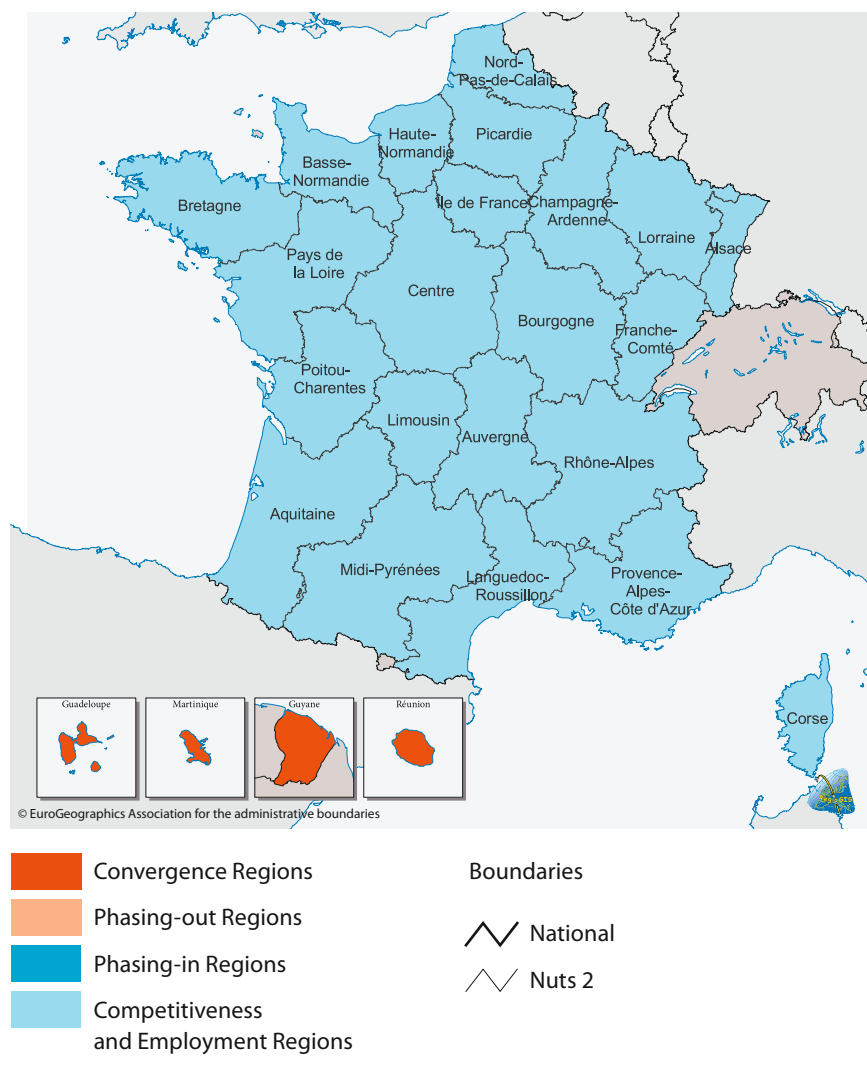 Nord-
Pas-de-Calais
Haute-
Normandie
Picardie
Basse-
Normandie
Bretagne
Île de France
Champagne-
Ardenne
Lorraine
Alsace
Pays de
la Loire
Centre
Bourgogne
Franche-
Comté
Poitou-
Charentes
Limousin
Auvergne
Rhône-Alpes
Aquitaine
Midi-Pyrénées
Languedoc-
Roussillon
Provence-
Alpes-
Côte d'Azur
Corse
Guadeloupe
Martinique
Guyane
Réunion
RegioGIS
© EuroGeographics Association for the administrative boundaries
Convergence Regions
Phasing-out Regions
Phasing-in Regions
Competitiveness
and Employment Regions
Boundaries
National
Nuts 2